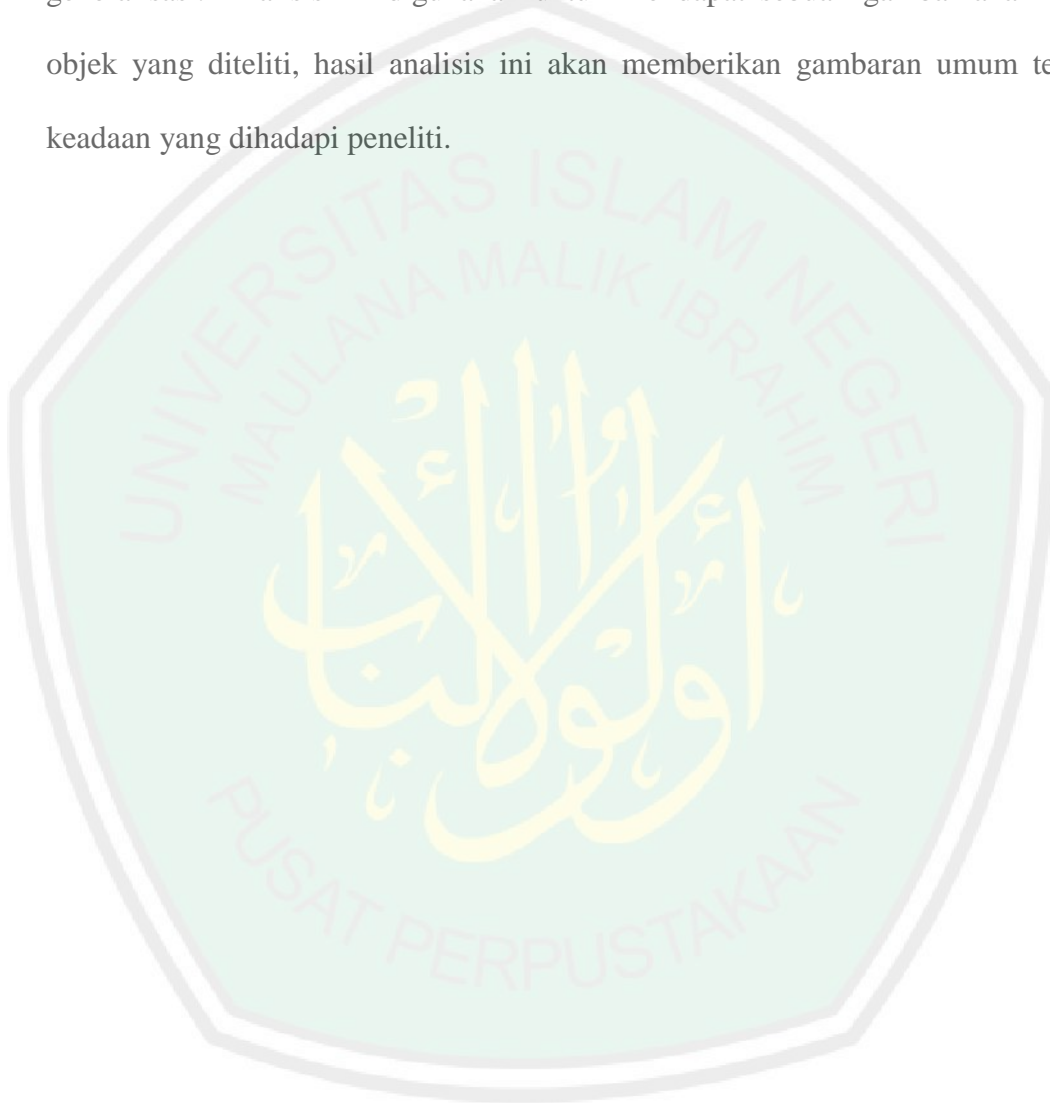 objek yang diteliti, hasil analisis ini akan memberikan gambaran umum te
keadaan yang dihadapi peneliti.
UNIVERSITAS ISLAM NEGERI
MAULANA MALIK IBRAHIM
أولوا الألباب
PUSAT PERPUSTAKAAN